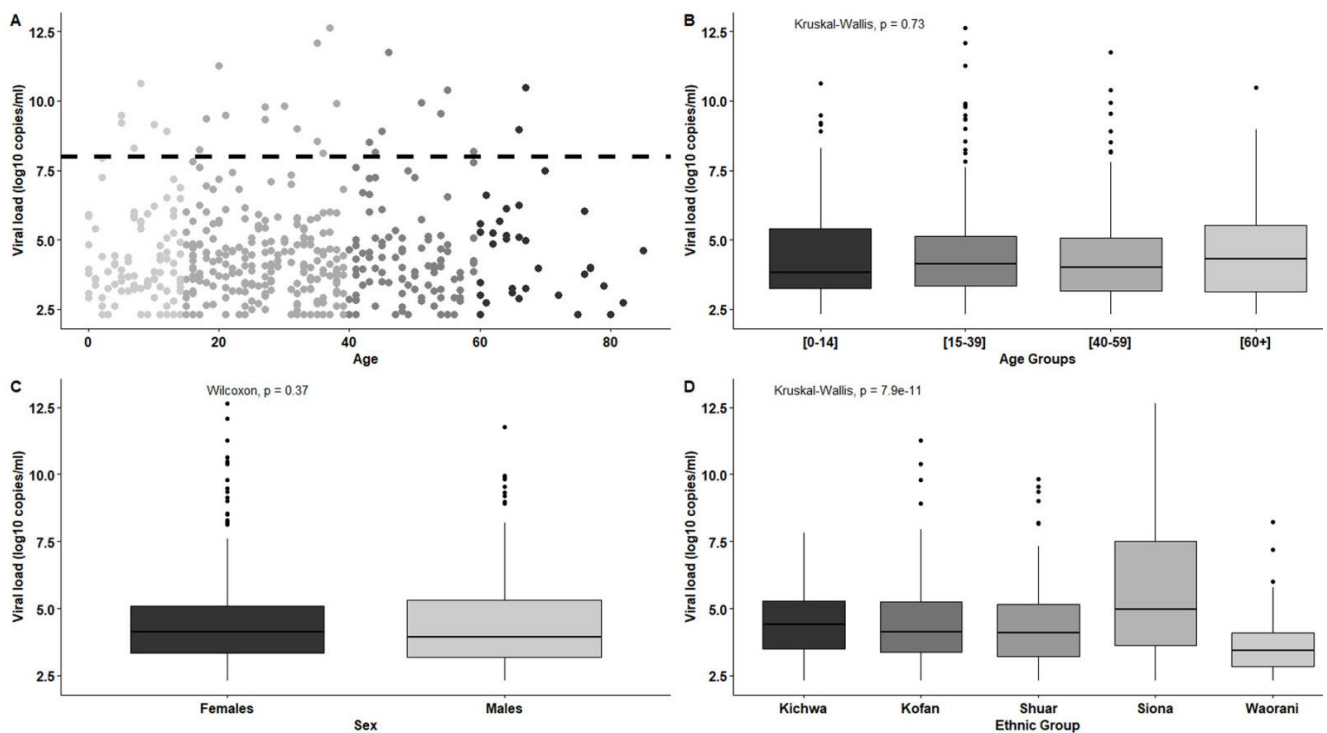 A
Viral load (log10 copies/ml)
12.5
10.0
7.5
5.0
2.5
0
20
40
60
80
Age
B
Kruskal-Wallis, p = 0.73
Viral load (log10 copies/ml)
12.5
10.0
7.5
5.0
2.5
[0-14]
[15-39]
[40-59]
[60+]
Age Groups
C
Wilcoxon, p = 0.37
Viral load (log10 copies/ml)
12.5
10.0
7.5
5.0
2.5
Females
Males
Sex
D
Kruskal-Wallis, p = 7.9e-11
Viral load (log10 copies/ml)
12.5
10.0
7.5
5.0
2.5
Kichwa
Kofan
Shuar
Siona
Waorani
Ethnic Group